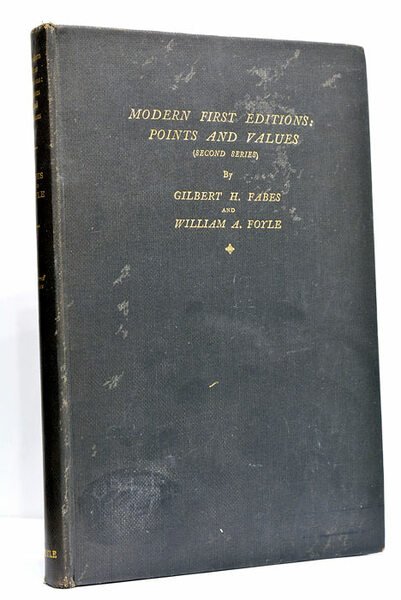 MODERN FIRST EDITIONS:
POINTS AND VALUES
(SECOND SERIES)
By
GILBERT H. FABES
AND
WILLIAM A. FOYLE